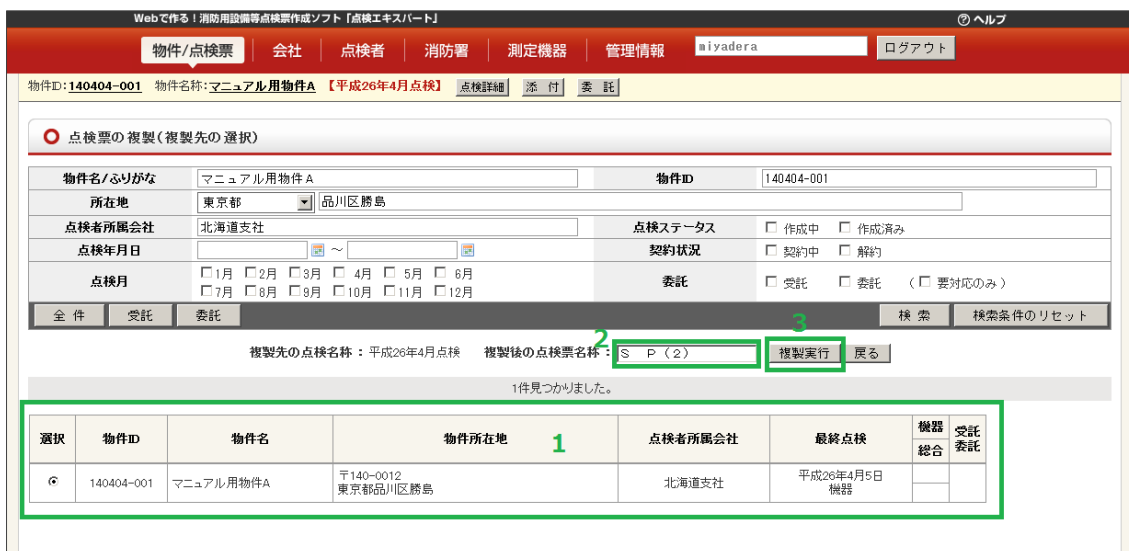 Webで作る！消防用設備等点検票作成ソフト「点検エキスパート」 ? ヘルプ
物件/点検票 会社 点検者 消防署 測定機器 管理情報 miyadera ログアウト
物件ID:140404-001 物件名称:マニュアル用物件A 【平成26年4月点検】 点検詳細 添 付 委 託
点検票の複製(複製先の選択)
物件名/ふりがな マニュアル用物件A 物件ID 140404-001
所在地 東京都 品川区勝島
点検者所属会社 北海道支社 点検ステータス 作成中 作成済み
点検年月日 ～ 契約状況 契約中 解約
点検月 1月 2月 3月 4月 5月 6月
7月 8月 9月 10月 11月 12月
委託 受託 委託 (要対応のみ)
全 件 受託 委託 検 索 検索条件のリセット
複製先の点検名称：平成26年4月点検 複製後の点検票名称：ＳＰ(２) 複製実行 戻る
2 3
1件見つかりました。
選択 物件ID 物件名 物件所在地 1 点検者所属会社 最終点検 機器 総合 受託 委託
140404-001 マニュアル用物件A 〒140-0012 北海道支社 平成26年4月5日
東京都品川区勝島 機器